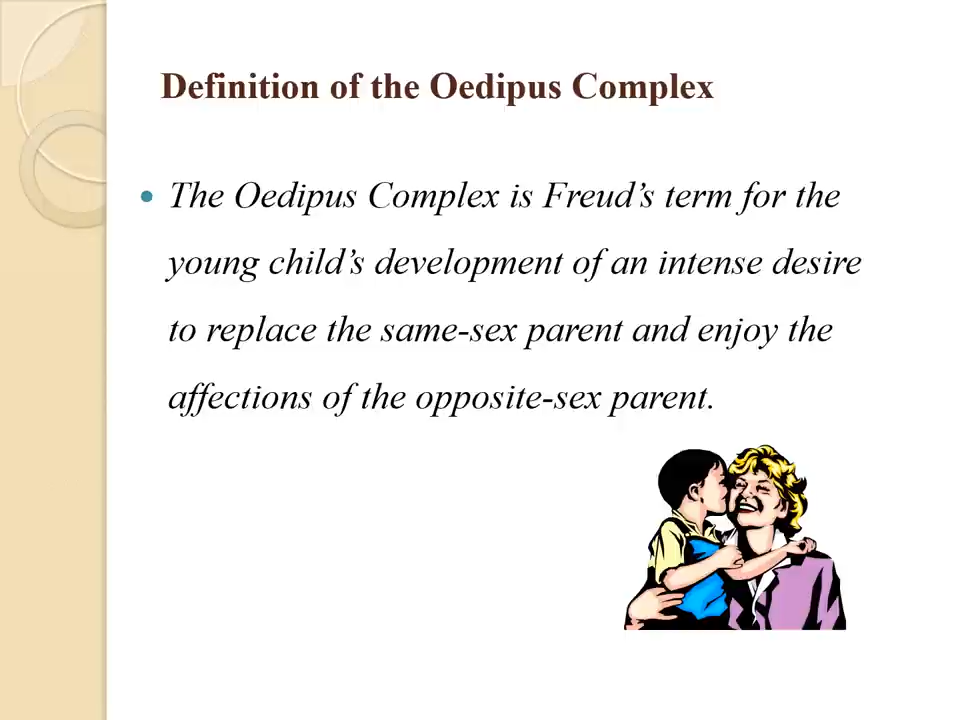 Definition of the Oedipus Complex
• The Oedipus Complex is Freud’s term for the
young child’s development of an intense desire
to replace the same-sex parent and enjoy the
affections of the opposite-sex parent.